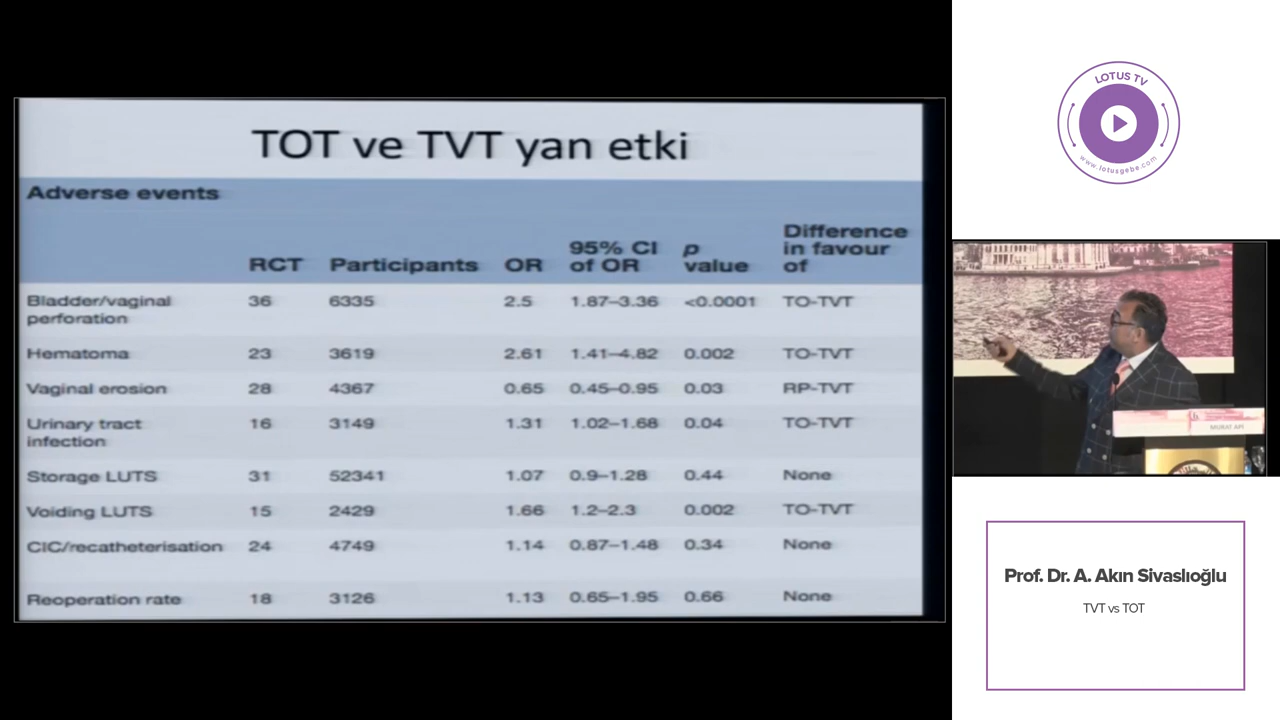 TOT ve TVT yan etki
Adverse events
RCT Participants OR 95% CI of OR p value Difference in favour of
Bladder/vaginal perforation 36 6335 2.5 1.87–3.36 <0.0001 TO-TVT
Hematoma 23 3619 2.61 1.41–4.82 0.002 TO-TVT
Vaginal erosion 28 4367 0.65 0.45–0.95 0.03 RP-TVT
Urinary tract infection 16 3149 1.31 1.02–1.68 0.04 TO-TVT
Storage LUTS 31 52341 1.07 0.9–1.28 0.44 None
Voiding LUTS 15 2429 1.66 1.2–2.3 0.002 TO-TVT
CIC/recatheterisation 24 4749 1.14 0.87–1.48 0.34 None
Reoperation rate 18 3126 1.13 0.65–1.95 0.66 None
LOTUS TV
www.lotusgebe.com
MURAT API
Prof. Dr. A. Akın Sivaslıoğlu
TVT vs TOT